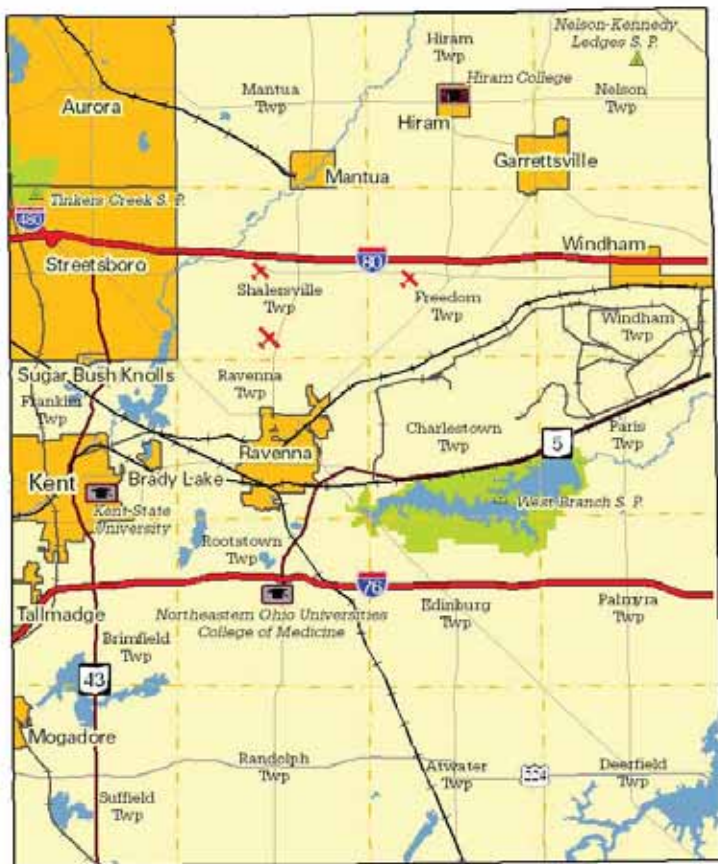 Nelson-Kennedy
Ledges S. P.
Hiram
Twp
Hiram College
Aurora
Mantua
Twp
Nelson
Twp
Hiram
Garrettsville
Mantua
Tinkers Creek S. P.
480
Windham
80
Streetsboro
Shalersville
Twp
Freedom
Twp
Windham
Twp
Sugar Bush Knolls
Ravenna
Twp
Franklin
Twp
Charlestown
Twp
5
Paris
Twp
Ravenna
Kent
Brady Lake
Kent-State
University
West Branch S. P.
Rootstown
Twp
76
Tallmadge
Northeastern Ohio Universities
College of Medicine
Edinburg
Twp
Palmyra
Twp
Brimfield
Twp
43
Mogadore
Randolph
Twp
Atwater
Twp
224
Deerfield
Twp
Suffield
Twp